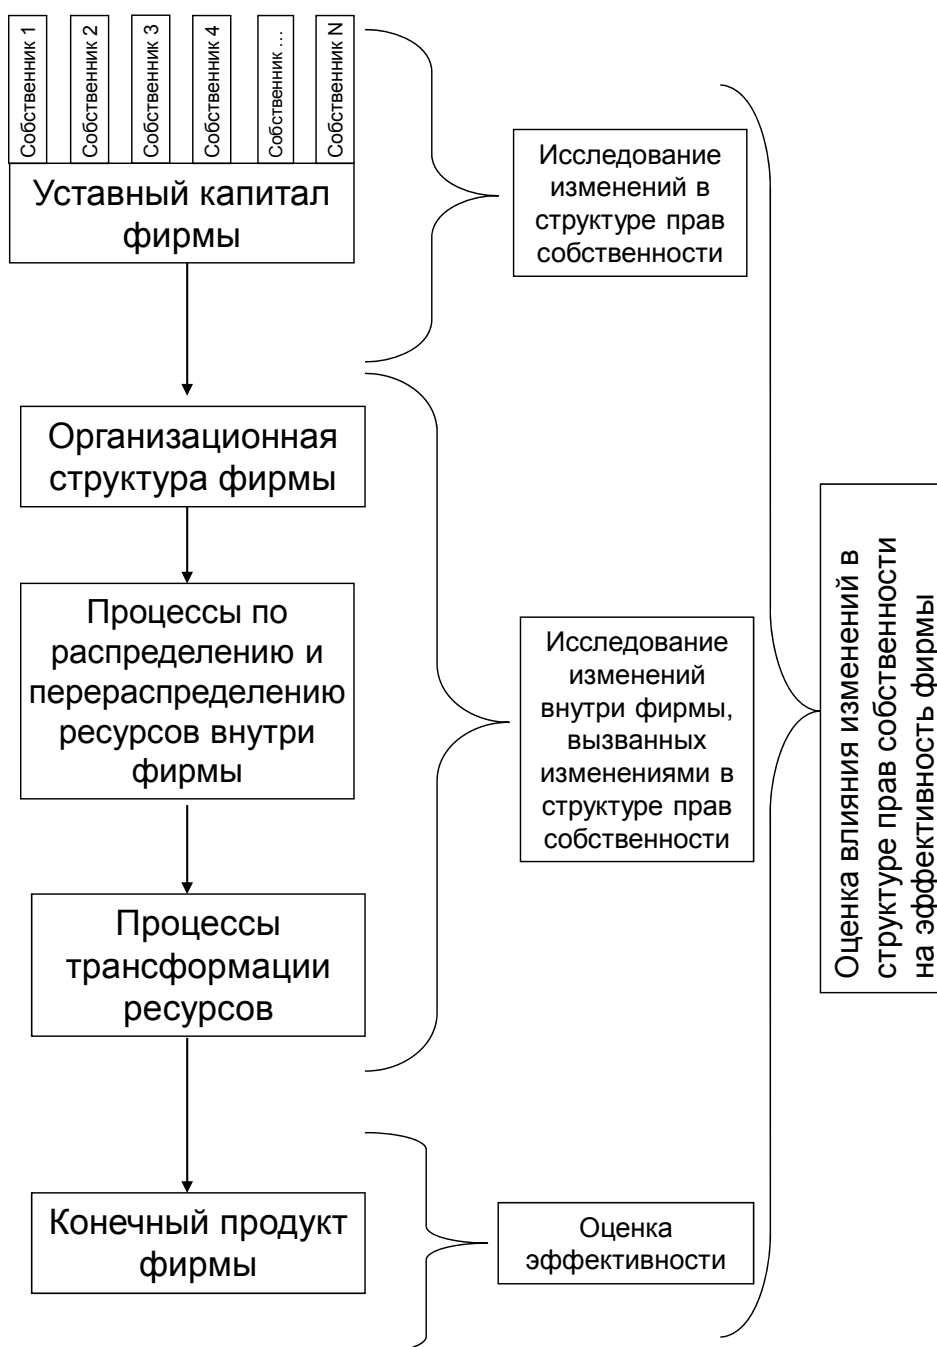 Собственник 1
Собственник 2
Собственник 3
Собственник 4
Собственник ...
Собственник N
Уставный капитал
фирмы
Исследование
изменений в
структуре прав
собственности
Организационная
структура фирмы
Процессы по
распределению и
перераспределению
ресурсов внутри
фирмы
Исследование
изменений
внутри фирмы,
вызванных
изменениями в
структуре прав
собственности
Процессы
трансформации
ресурсов
Конечный продукт
фирмы
Оценка
эффективности
Оценка влияния изменений в
структуре прав собственности
на эффективность фирмы